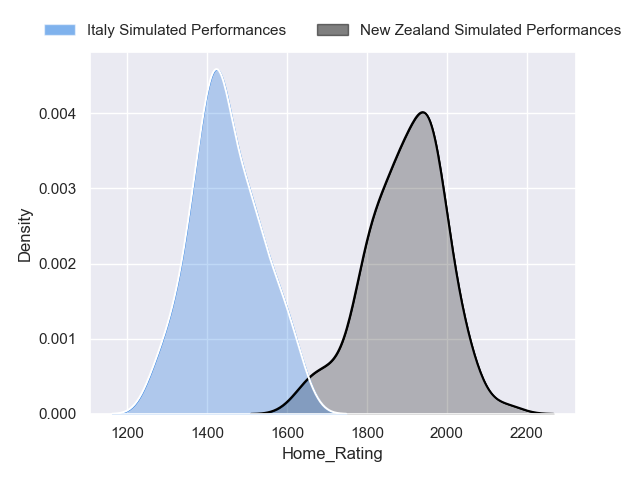 Italy Simulated Performances New Zealand Simulated Performances
0.004
0.003
0.002
0.001
0.000
Density
1200 1400 1600 1800 2000 2200
Home_Rating